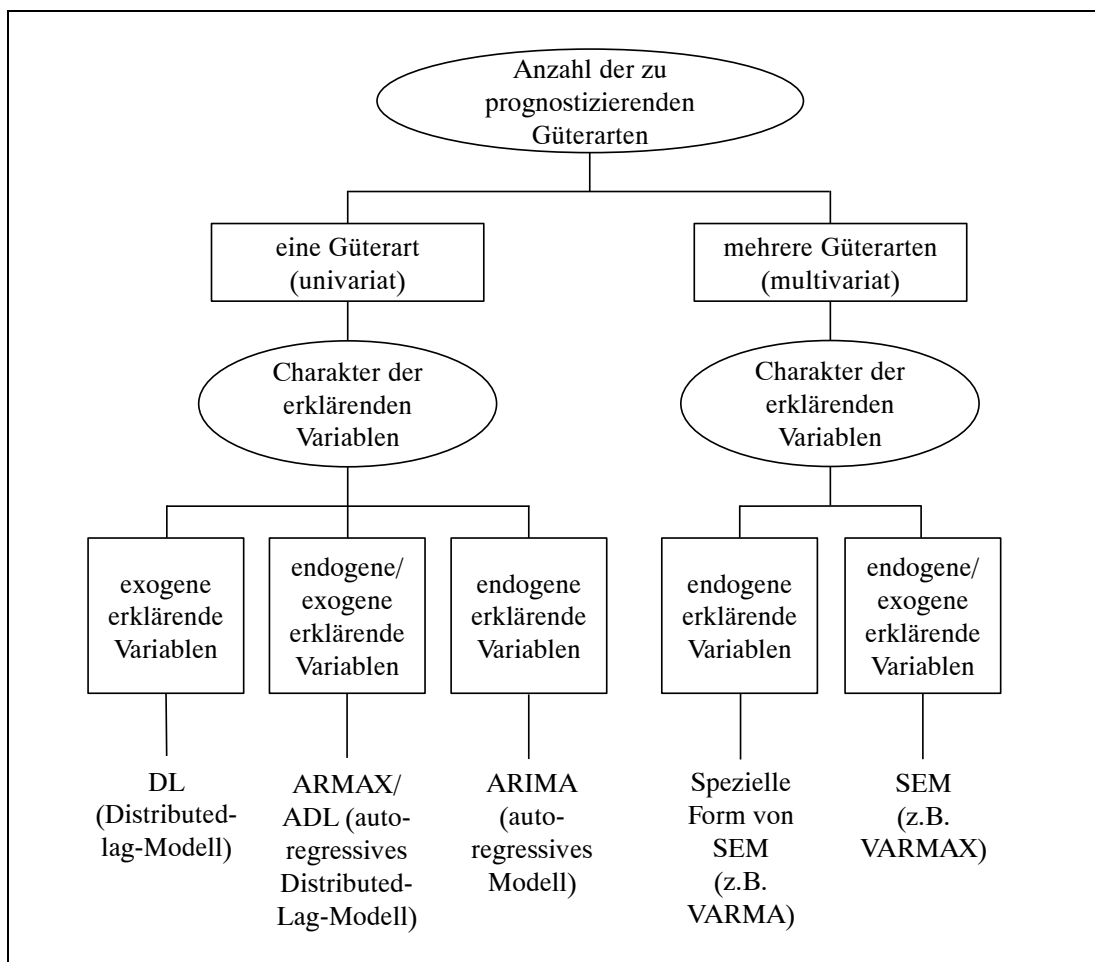 Anzahl der zu
prognostizierenden
Güterarten
eine Güterart
(univariat)
mehrere Güterarten
(multivariat)
Charakter der
erklärenden
Variablen
Charakter der
erklärenden
Variablen
exogene
erklärende
Variablen
endogene/
exogene
erklärende
Variablen
endogene
erklärende
Variablen
endogene
erklärende
Variablen
endogene/
exogene
erklärende
Variablen
DL
(Distributed-
lag-Modell)
ARMAX/
ADL (auto-
regressives
Distributed-
Lag-Modell)
ARIMA
(auto-
regressives
Modell)
Spezielle
Form von
SEM
(z.B.
VARMA)
SEM
(z.B.
VARMAX)